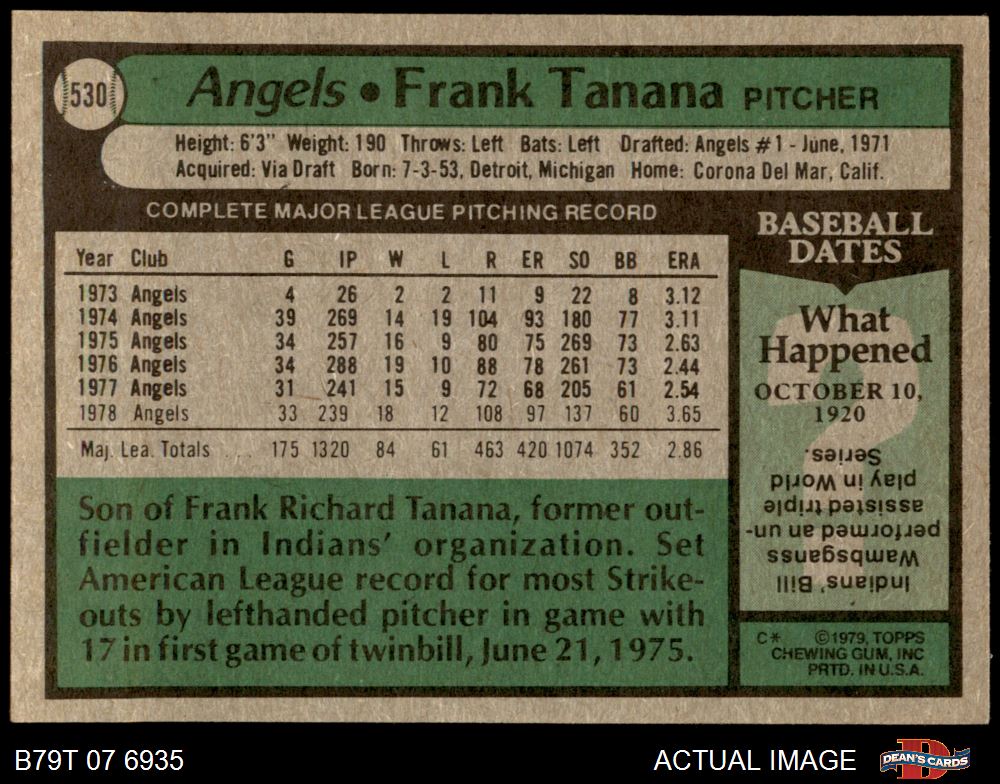 530
Angels • Frank Tanana PITCHER
Height: 6'3" Weight: 190 Throws: Left Bats: Left Drafted: Angels #1 - June, 1971
Acquired: Via Draft Born: 7-3-53, Detroit, Michigan Home: Corona Del Mar, Calif.
COMPLETE MAJOR LEAGUE PITCHING RECORD
Year Club G IP W L R ER SO BB ERA
1973 Angels 4 26 2 2 11 9 22 8 3.12
1974 Angels 39 269 14 19 104 93 180 77 3.11
1975 Angels 34 257 16 9 80 75 269 73 2.63
1976 Angels 34 288 19 10 88 78 261 73 2.44
1977 Angels 31 241 15 9 72 68 205 61 2.54
1978 Angels 33 239 18 12 108 97 137 60 3.65
Maj. Lea. Totals . . . 175 1320 84 61 463 420 1074 352 2.86
Son of Frank Richard Tanana, former out-
fielder in Indians' organization. Set
American League record for most Strike-
outs by lefthanded pitcher in game with
17 in first game of twinbill, June 21, 1975.
BASEBALL
DATES
What
Happened
OCTOBER 10,
1920
?
Indians' Bill
Wambsganss
performed an un-
assisted triple
play in World
Series.
C* ©1979, TOPPS
CHEWING GUM, INC
PRTD. IN U.S.A.
B79T 07 6935
ACTUAL IMAGE
D
DEAN'S CARDS